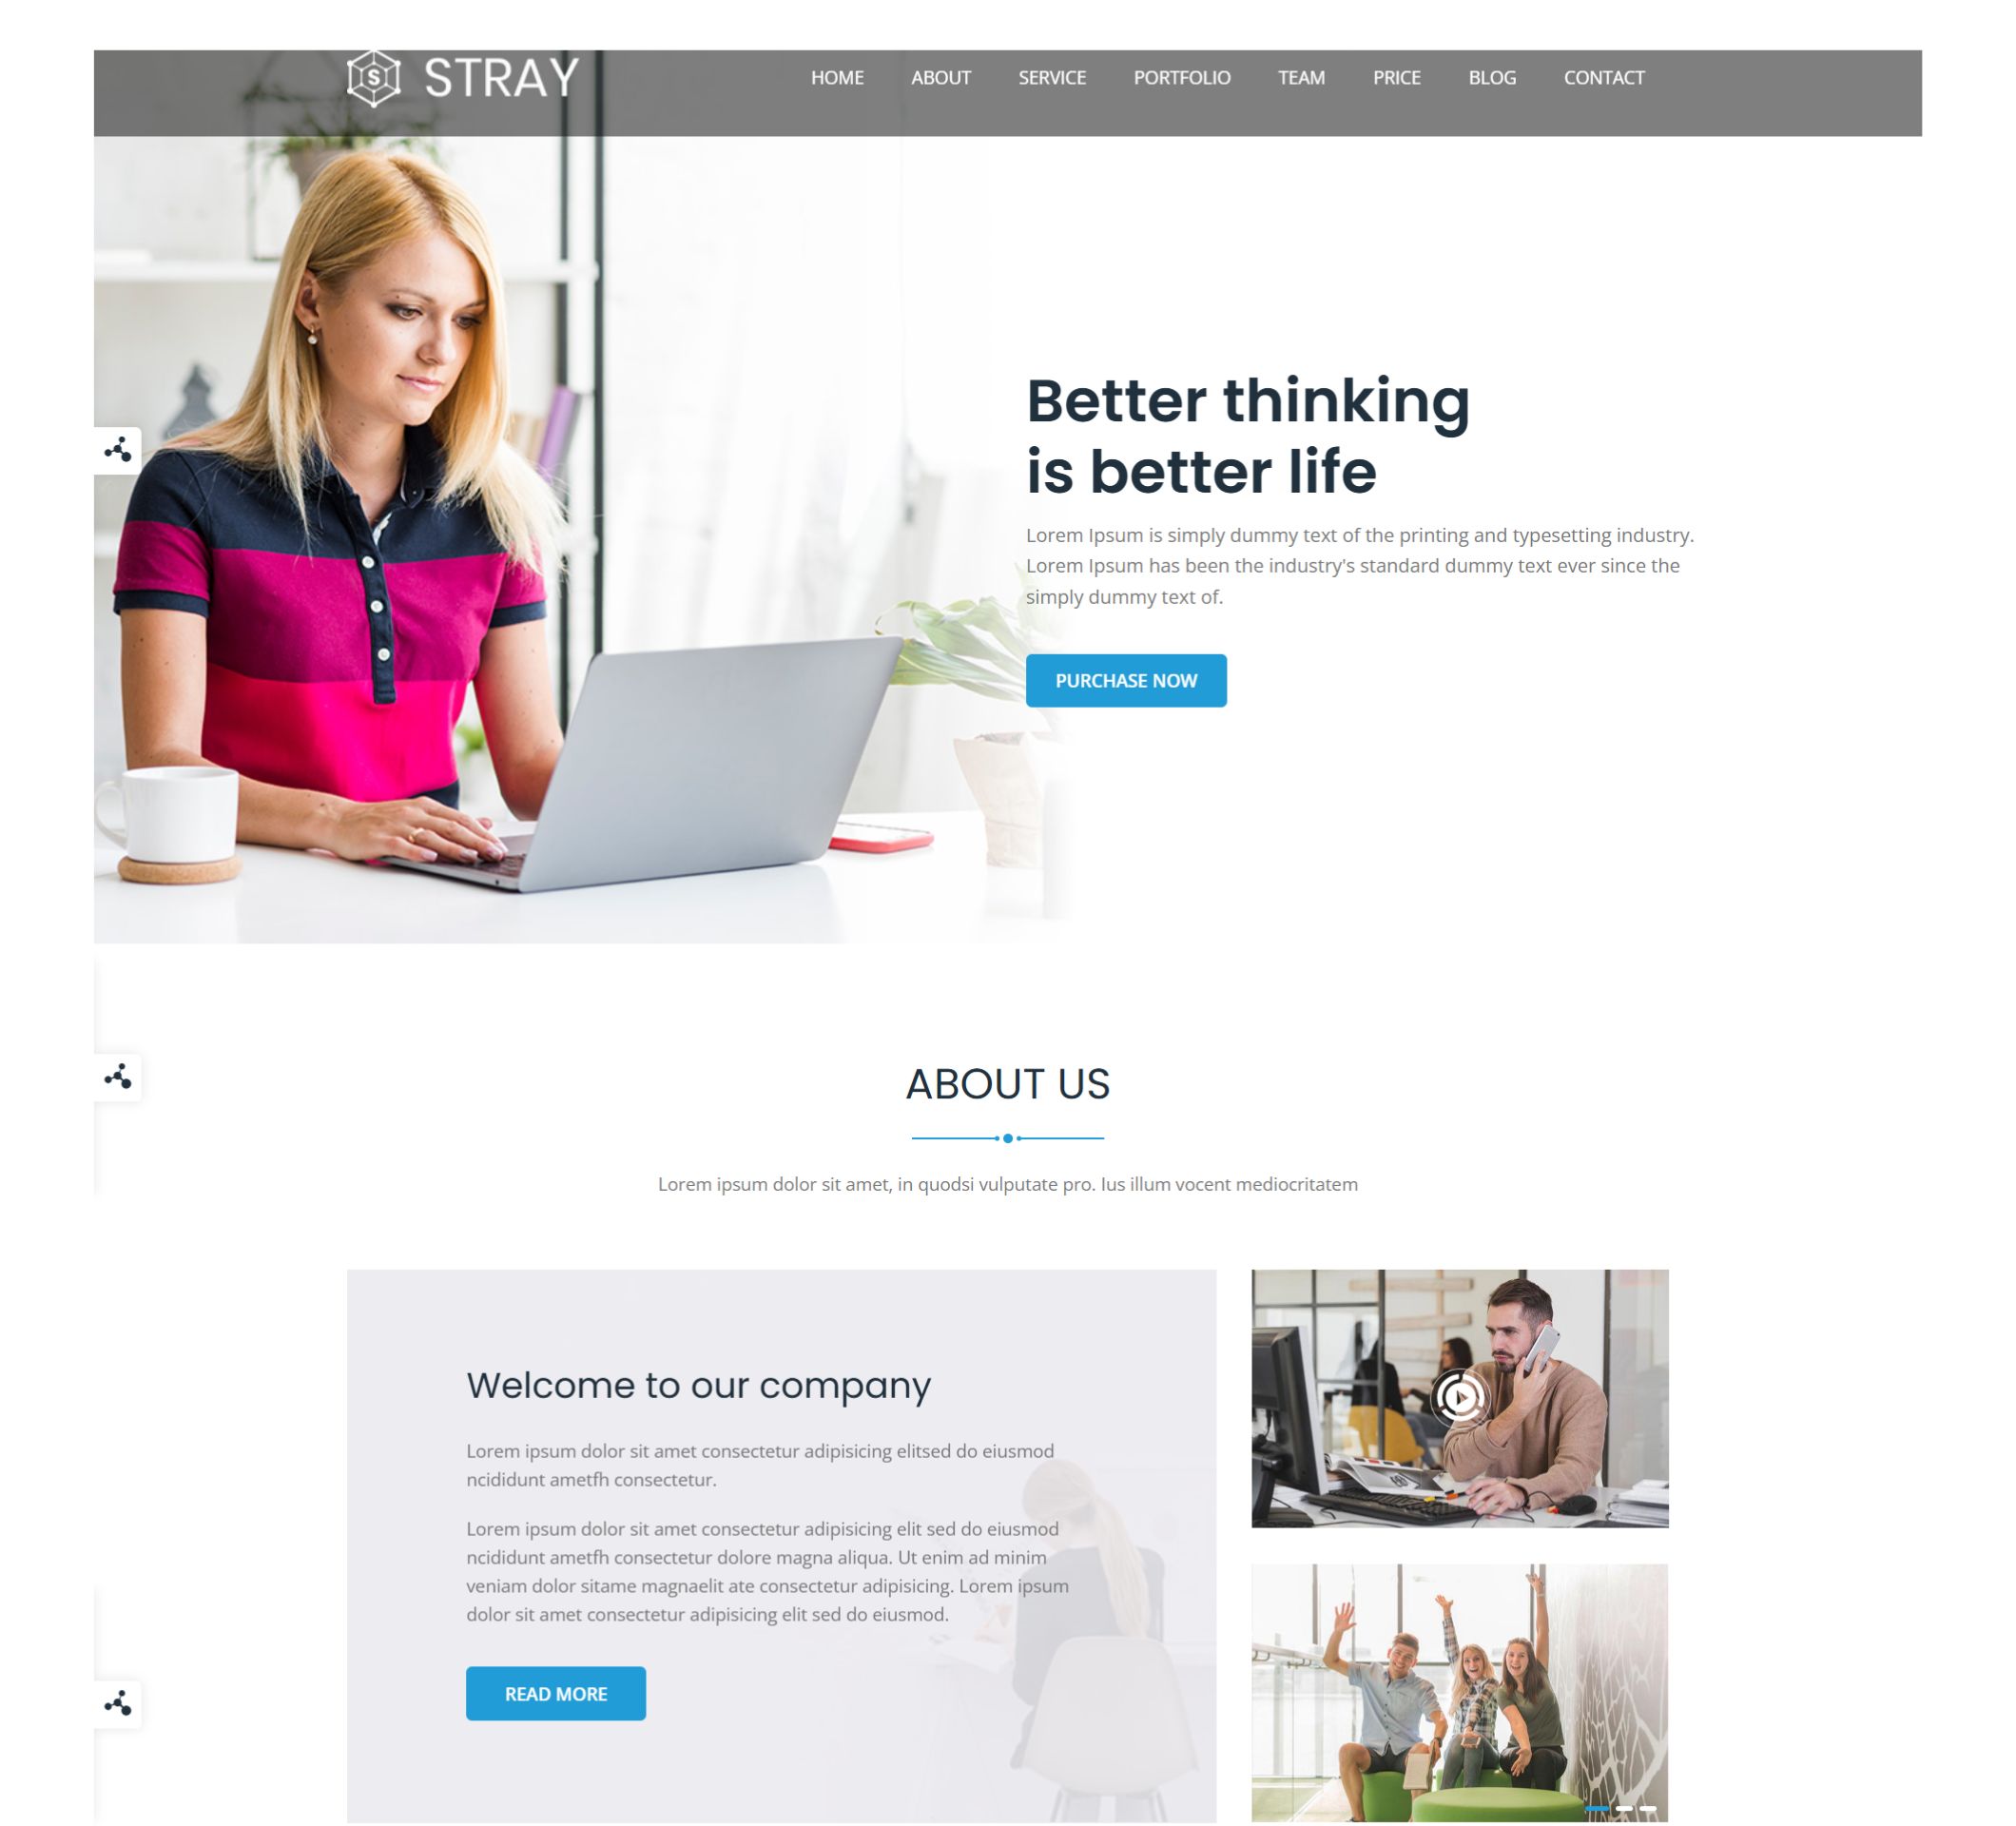 STRAY
HOME ABOUT SERVICE PORTFOLIO TEAM PRICE BLOG CONTACT
Better thinking
is better life
Lorem Ipsum is simply dummy text of the printing and typesetting industry.
Lorem Ipsum has been the industry's standard dummy text ever since the
simply dummy text of.
PURCHASE NOW
ABOUT US
Lorem ipsum dolor sit amet, in quodsi vulputate pro. Ius illum vocent mediocritatem
Welcome to our company
Lorem ipsum dolor sit amet consectetur adipisicing elitsed do eiusmod
ncididunt ametfh consectetur.
Lorem ipsum dolor sit amet consectetur adipisicing elit sed do eiusmod
ncididunt ametfh consectetur dolore magna aliqua. Ut enim ad minim
veniam dolor sitame magnaelit ate consectetur adipisicing. Lorem ipsum
dolor sit amet consectetur adipisicing elit sed do eiusmod.
READ MORE